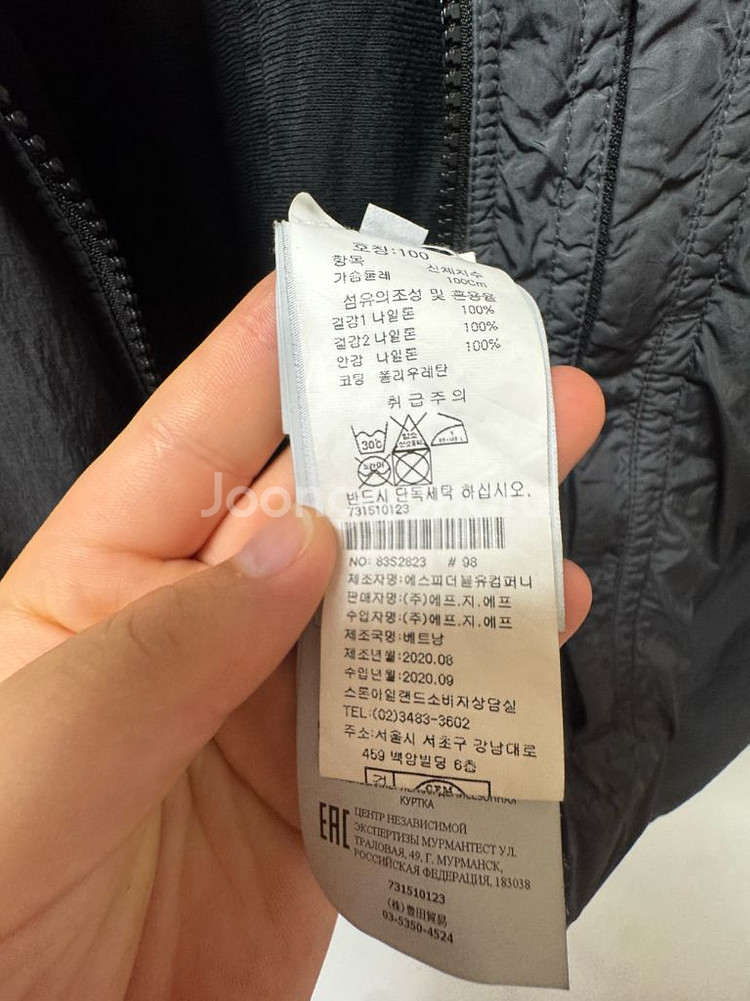 호칭:100
항목 신체치수
가슴둘레 100Cm
섬유의조성 및 혼용율
겉감1 나일론 100%
겉감2 나일론 100%
안감 나일론 100%
코팅 폴리우레탄
취급주의
30℃
드라이
반드시 단독세탁 하십시오.
731510123
NO: 83S2823 # 98
제조자명:에스피더블유컴퍼니
판매자명:(주)에프.지.에프
수입자명:(주)에프.지.에프
제조국명:베트남
제조년월:2020.08
수입년월:2020.09
스톤아일랜드소비자상담실
TEL:(02)3483-3602
주소:서울시 서초구 강남대로
459 백암빌딩 6층
КУРТКА
EAC
ЦЕНТР НЕЗАВИСИМОЙ
ЭКСПЕРТИЗЫ МУРМАНТЕСТ УЛ.
ТРАЛОВАЯ, 49, Г. МУРМАНСК,
РОССИЙСКАЯ ФЕДЕРАЦИЯ, 183038
731510123
(株)豊田貿易
03-5350-4524